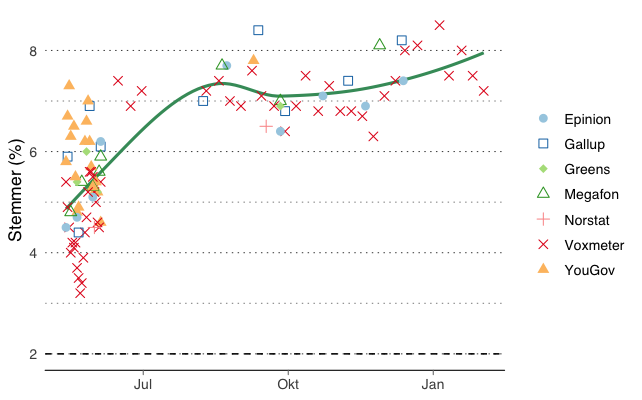 Stemmer (%)
8
6
4
2
Jul
Okt
Jan
Epinion
Gallup
Greens
Megafon
Norstat
Voxmeter
YouGov